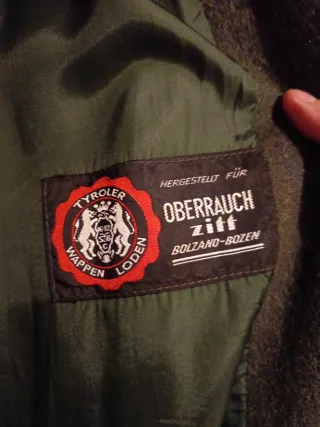 TYROLER
WAPPEN LODEN
HERGESTELLT FÜR
OBERRAUCH
Zitt
BOLZANO-BOZEN